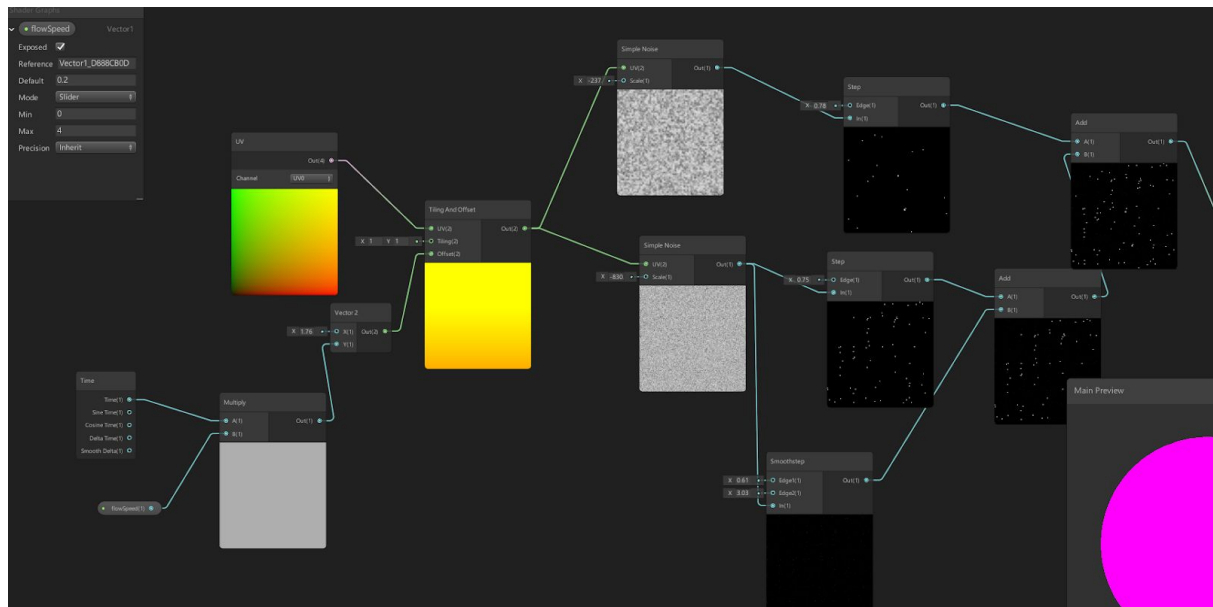 Shader Graphs
flowSpeed Vector1
Exposed
Reference Vector1_D888CB0D
Default 0.2
Mode Slider
Min 0
Max 4
Precision Inherit
UV
Out(4)
Channel UV0
Time
Time(1)
Sine Time(1)
Cosine Time(1)
Delta Time(1)
Smooth Delta(1)
flowSpeed(1)
Multiply
A(1) Out(1)
B(1)
Vector 2
X 1.76 X(1) Out(2)
Y(1)
Tiling And Offset
UV(2) Out(2)
X 1 Y 1 Tiling(2)
Offset(2)
Simple Noise
UV(2) Out(1)
X -237 Scale(1)
Simple Noise
UV(2) Out(1)
X -830 Scale(1)
Step
X 0.78 Edge(1) Out(1)
In(1)
Step
X 0.75 Edge(1) Out(1)
In(1)
Smoothstep
X 0.61 Edge1(1) Out(1)
X 3.03 Edge2(1)
In(1)
Add
A(1) Out(1)
B(1)
Add
A(1) Out(1)
B(1)
Main Preview